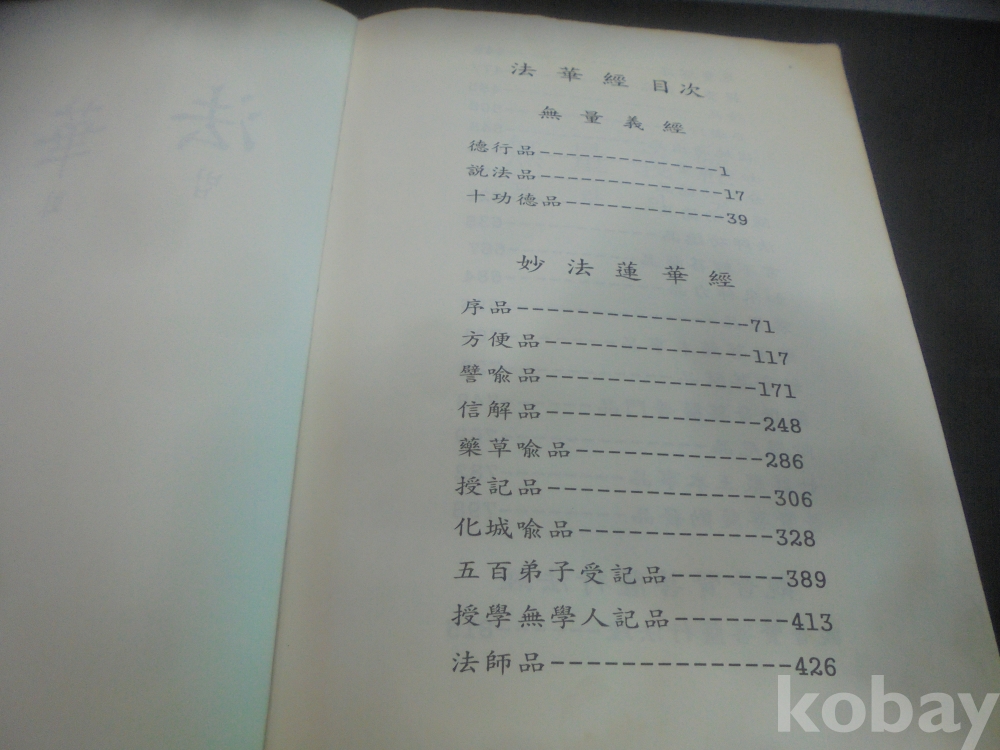 法華經 目次
無量義經
德行品--------------1
說法品--------------17
十功德品------------39
妙法蓮華經
序品----------------71
方便品--------------117
譬喻品--------------171
信解品--------------248
藥草喻品------------286
授記品--------------306
化城喻品------------328
五百弟子受記品-------389
授學無學人記品-------413
法師品--------------426
kobay